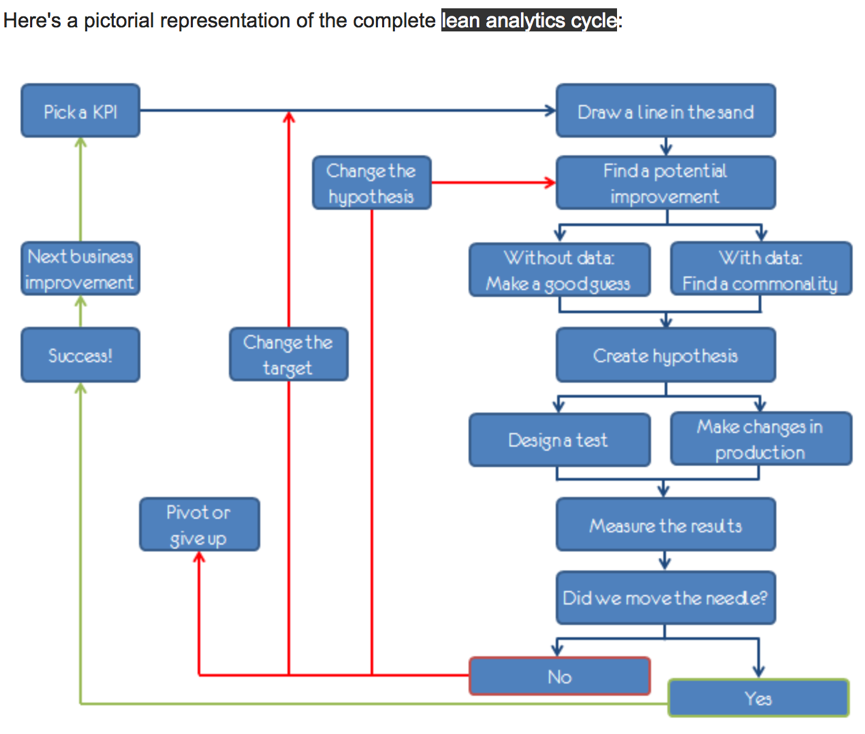 Here's a pictorial representation of the complete lean analytics cycle:
Pick a KPI
Draw a line in the sand
Change the
hypothesis
Find a potential
improvement
Next business
improvement
Without data:
Make a good guess
With data:
Find a commonality
Success!
Change the
target
Create hypothesis
Design a test
Make changes in
production
Pivot or
give up
Measure the results
Did we move the needle?
No
Yes